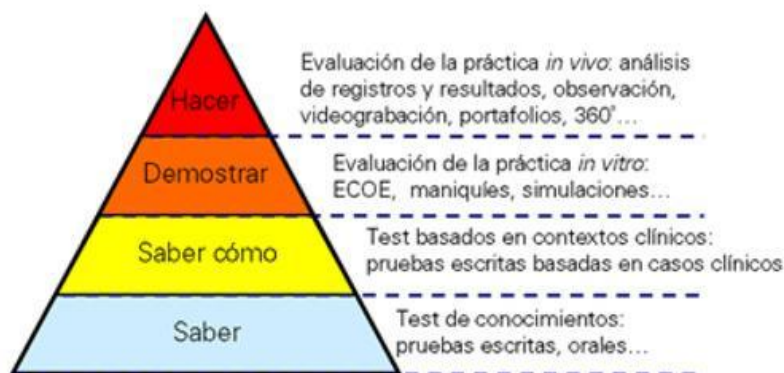 Hacer
Evaluación de la práctica in vivo: análisis
de registros y resultados, observación,
videograbación, portafolios, 360°...
Demostrar
Evaluación de la práctica in vitro:
ECOE, maniquíes, simulaciones...
Saber cómo
Test basados en contextos clínicos:
pruebas escritas basadas en casos clínicos
Saber
Test de conocimientos:
pruebas escritas, orales...